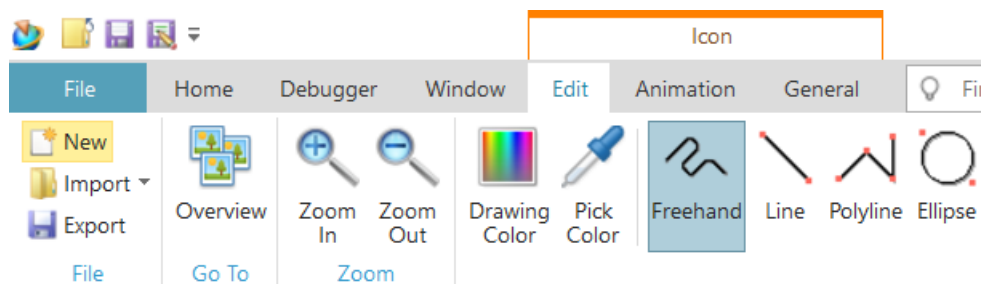 Icon
File Home Debugger Window Edit Animation General
New
Import
Export
Overview
Zoom In
Zoom Out
Drawing Color
Pick Color
Freehand
Line
Polyline
Ellipse
File Go To Zoom